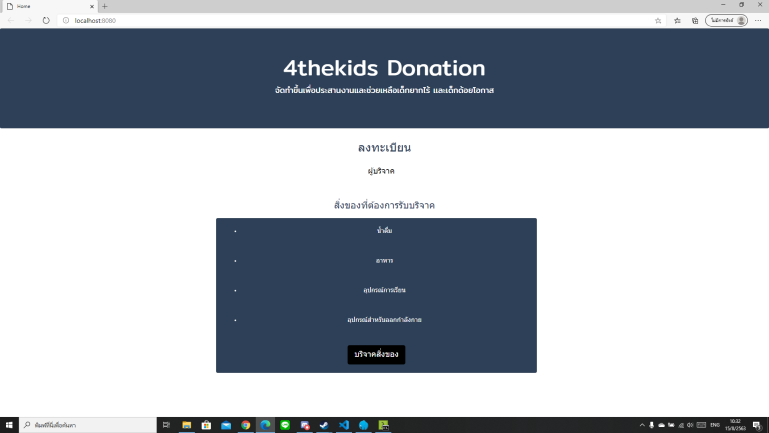 Home
localhost:8080
ไม่มีการซิงค์
4thekids Donation
จัดทำขึ้นเพื่อประสานงานและช่วยเหลือเด็กยากไร้ และเด็กด้อยโอกาส
ลงทะเบียน
ผู้บริจาค
สิ่งของที่ต้องการรับบริจาค
น้ำดื่ม
อาหาร
อุปกรณ์การเรียน
อุปกรณ์สำหรับออกกำลังกาย
บริจาคสิ่งของ
พิมพ์ที่นี่เพื่อค้นหา
ENG
10:32
15/8/2563